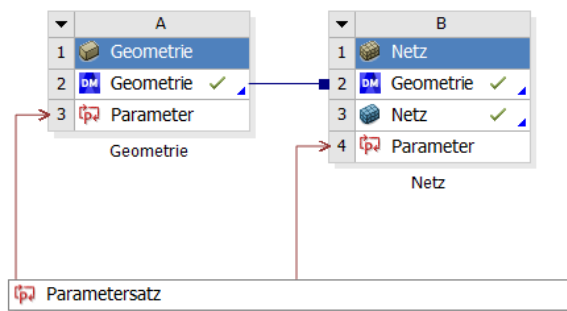 A
1 Geometrie
2 DM Geometrie
3 Parameter
Geometrie
B
1 Netz
2 DM Geometrie
3 Netz
4 Parameter
Netz
Parametersatz